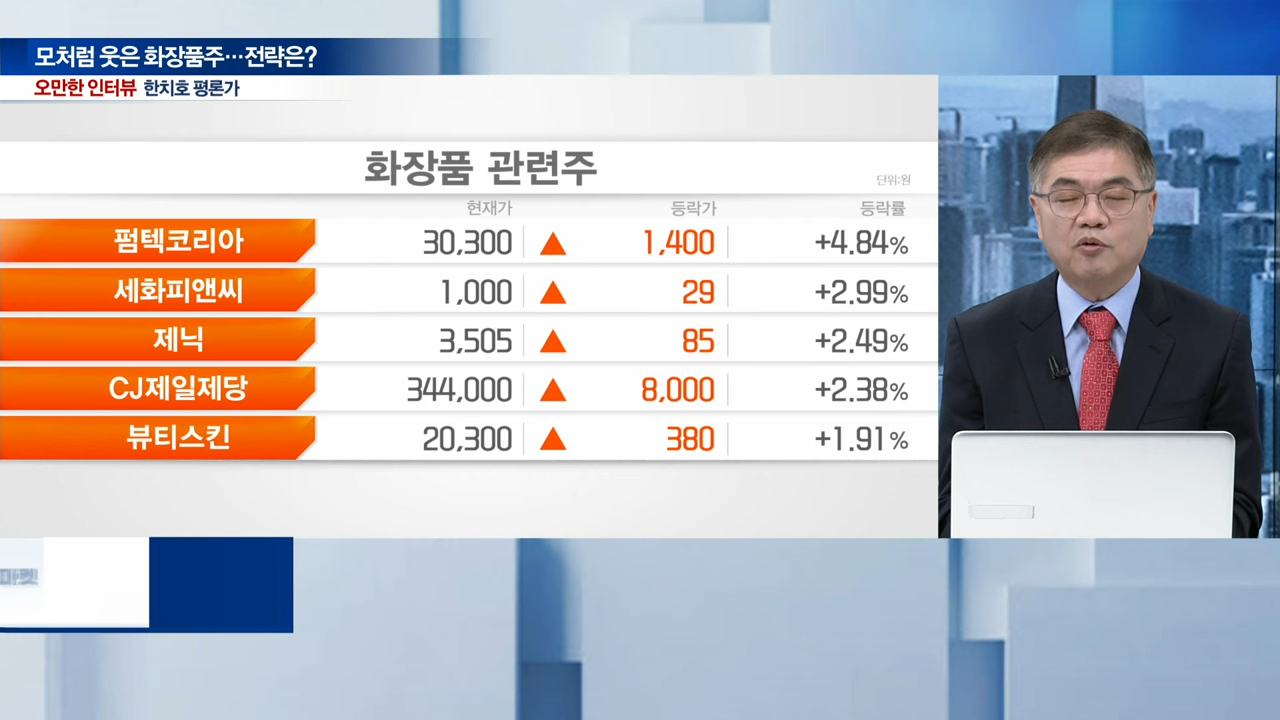 모처럼 웃은 화장품주…전략은?
오만한 인터뷰 한치호 평론가
화장품 관련주
단위:원
현재가 등락가 등락률
펌텍코리아 30,300 ▲ 1,400 +4.84%
세화피앤씨 1,000 ▲ 29 +2.99%
제닉 3,505 ▲ 85 +2.49%
CJ제일제당 344,000 ▲ 8,000 +2.38%
뷰티스킨 20,300 ▲ 380 +1.91%
마켓